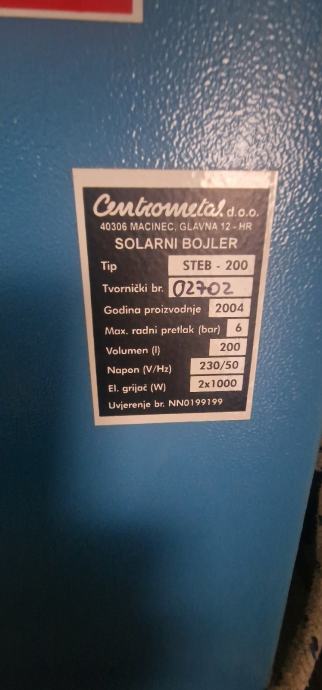 Centrometal d.o.o.
40306 MACINEC, GLAVNA 12 - HR
SOLARNI BOJLER
Tip STEB - 200
Tvornički br. 02702
Godina proizvodnje 2004
Max. radni pretlak (bar) 6
Volumen (l) 200
Napon (V/Hz) 230/50
El. grijač (W) 2x1000
Uvjerenje br. NN0199199